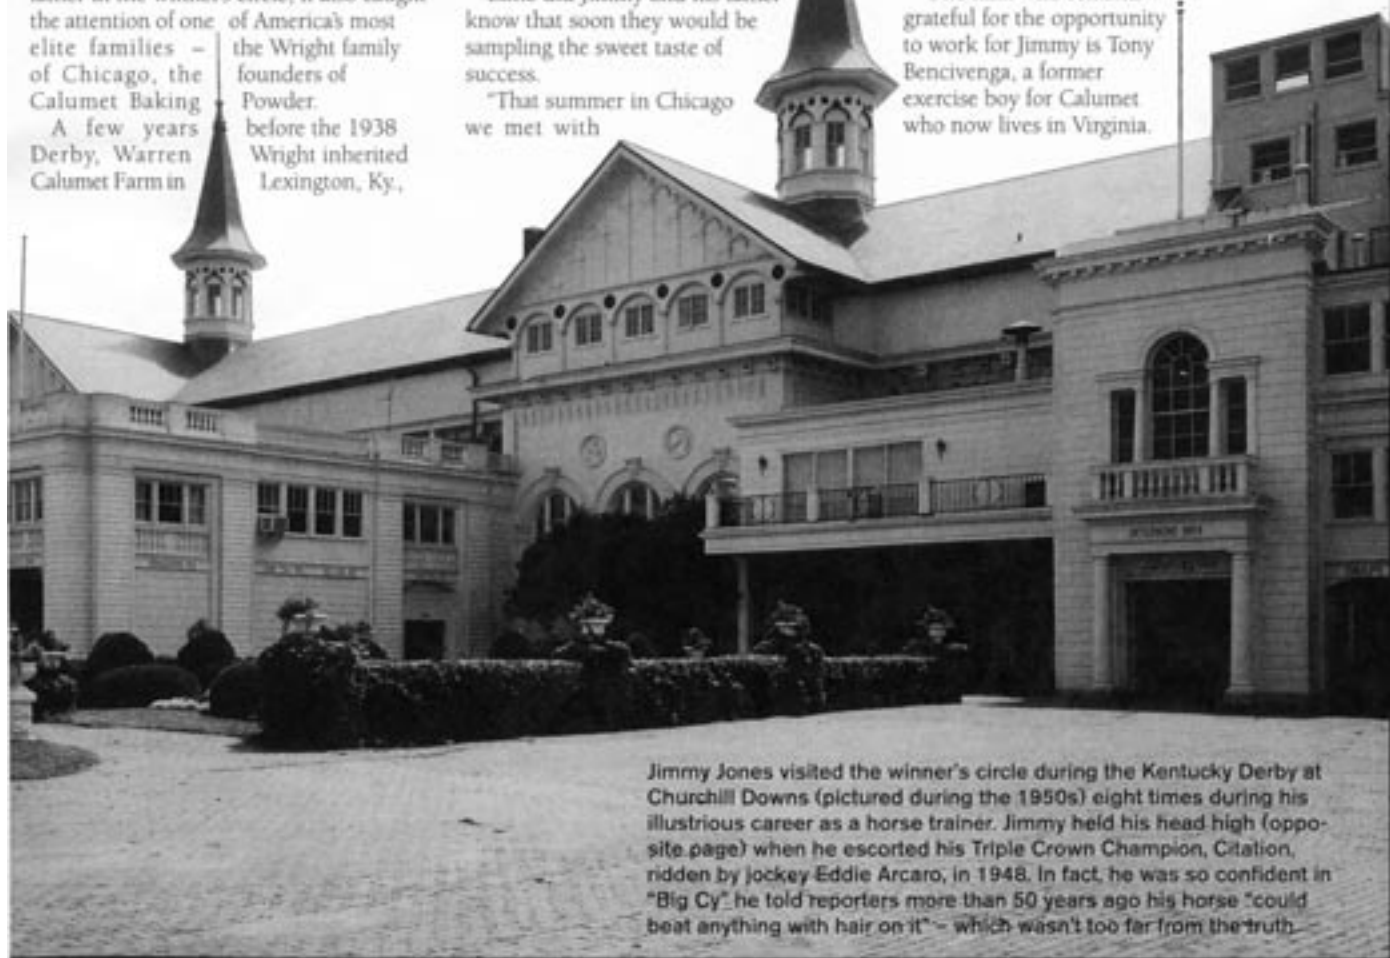 the attention of one of America's most
elite families – the Wright family
of Chicago, the founders of
Calumet Baking Powder.
A few years before the 1938
Derby, Warren Wright inherited
Calumet Farm in Lexington, Ky.,
know that soon they would be
sampling the sweet taste of
success.
"That summer in Chicago
we met with
grateful for the opportunity
to work for Jimmy is Tony
Bencivenga, a former
exercise boy for Calumet
who now lives in Virginia.
Jimmy Jones visited the winner's circle during the Kentucky Derby at
Churchill Downs (pictured during the 1950s) eight times during his
illustrious career as a horse trainer. Jimmy held his head high (oppo-
site page) when he escorted his Triple Crown Champion, Citation,
ridden by jockey Eddie Arcaro, in 1948. In fact, he was so confident in
"Big Cy" he told reporters more than 50 years ago his horse "could
beat anything with hair on it" – which wasn't too far from the truth.